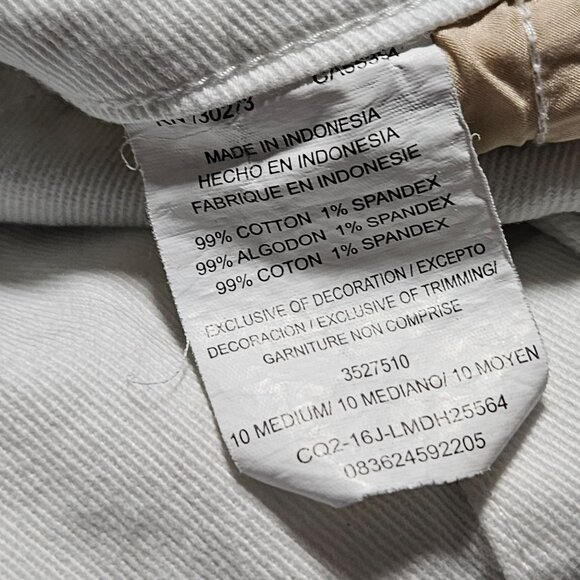 MADE IN INDONESIA
HECHO EN INDONESIA
FABRIQUE EN INDONESIE
99% COTTON 1% SPANDEX
99% ALGODON 1% SPANDEX
99% COTON 1% SPANDEX
EXCLUSIVE OF DECORATION / EXCEPTO
DECORACION / EXCLUSIVE OF TRIMMING/
GARNITURE NON COMPRISE
3527510
10 MEDIUM/ 10 MEDIANO/ 10 MOYEN
CQ2-16J-LMDH25564
083624592205